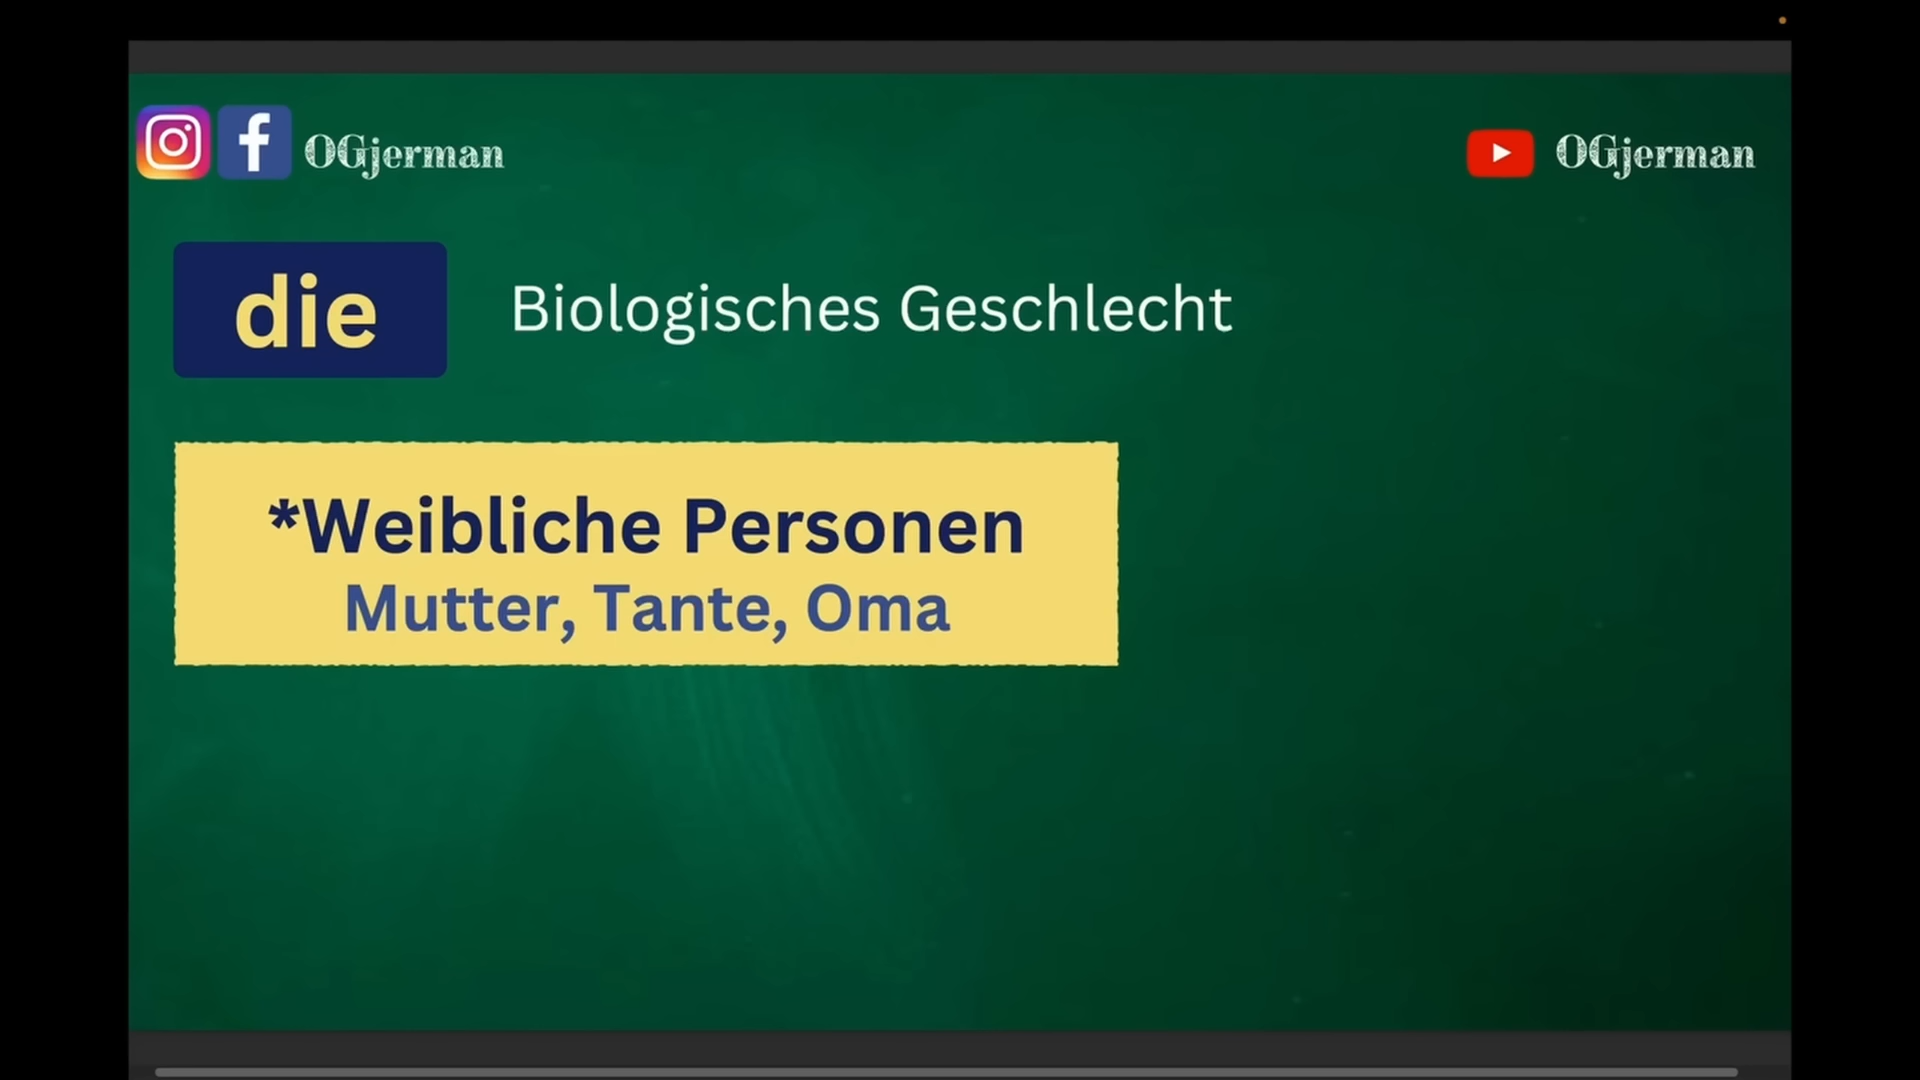 OGjerman
OGjerman
die
Biologisches Geschlecht
*Weibliche Personen
Mutter, Tante, Oma